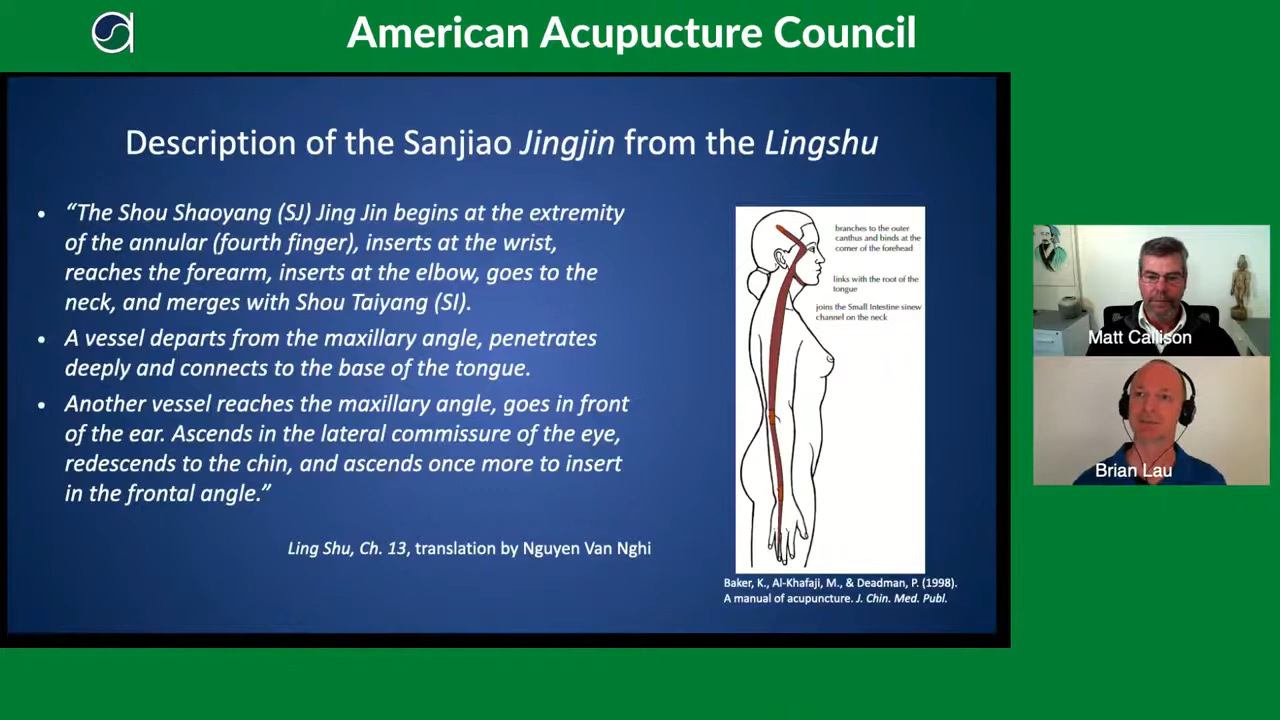 American Acupucture Council
Description of the Sanjiao Jingjin from the Lingshu
• “The Shou Shaoyang (SJ) Jing Jin begins at the extremity
of the annular (fourth finger), inserts at the wrist,
reaches the forearm, inserts at the elbow, goes to the
neck, and merges with Shou Taiyang (SI).
• A vessel departs from the maxillary angle, penetrates
deeply and connects to the base of the tongue.
• Another vessel reaches the maxillary angle, goes in front
of the ear. Ascends in the lateral commissure of the eye,
redescends to the chin, and ascends once more to insert
in the frontal angle.”
Ling Shu, Ch. 13, translation by Nguyen Van Nghi
branches to the outer
canthus and binds at the
corner of the forehead
links with the root of the
tongue
joins the Small Intestine sinew
channel on the neck
Baker, K., Al-Khafaji, M., & Deadman, P. (1998).
A manual of acupuncture. J. Chin. Med. Publ.
Matt Callison
Brian Lau